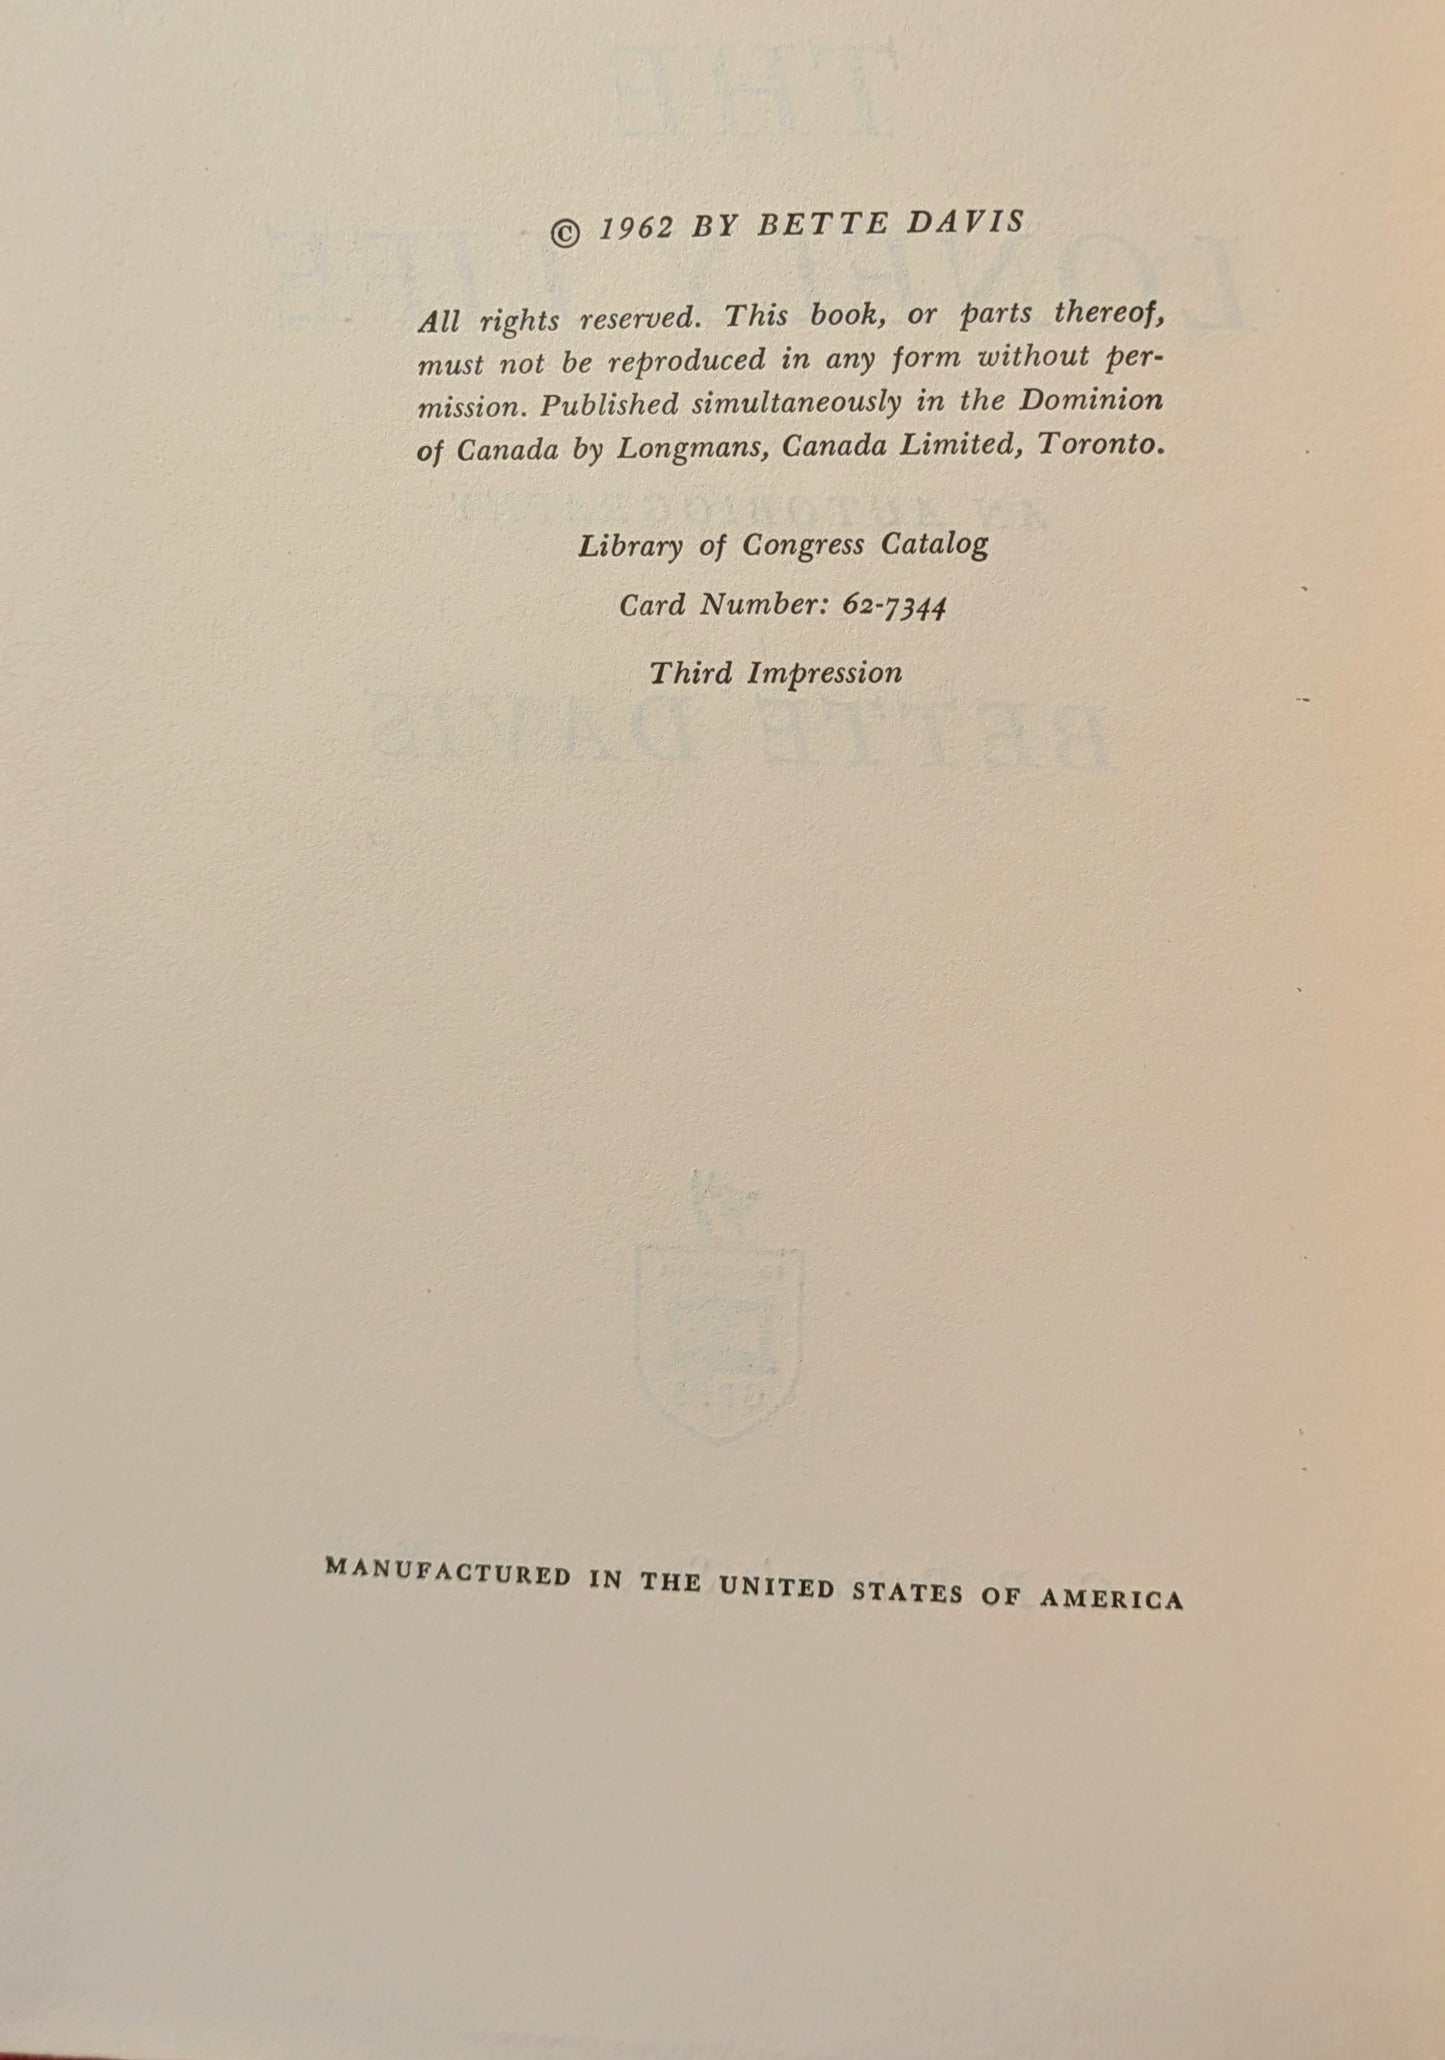 © 1962 BY BETTE DAVIS
All rights reserved. This book, or parts thereof,
must not be reproduced in any form without per-
mission. Published simultaneously in the Dominion
of Canada by Longmans, Canada Limited, Toronto.
Library of Congress Catalog
Card Number: 62-7344
Third Impression
MANUFACTURED IN THE UNITED STATES OF AMERICA